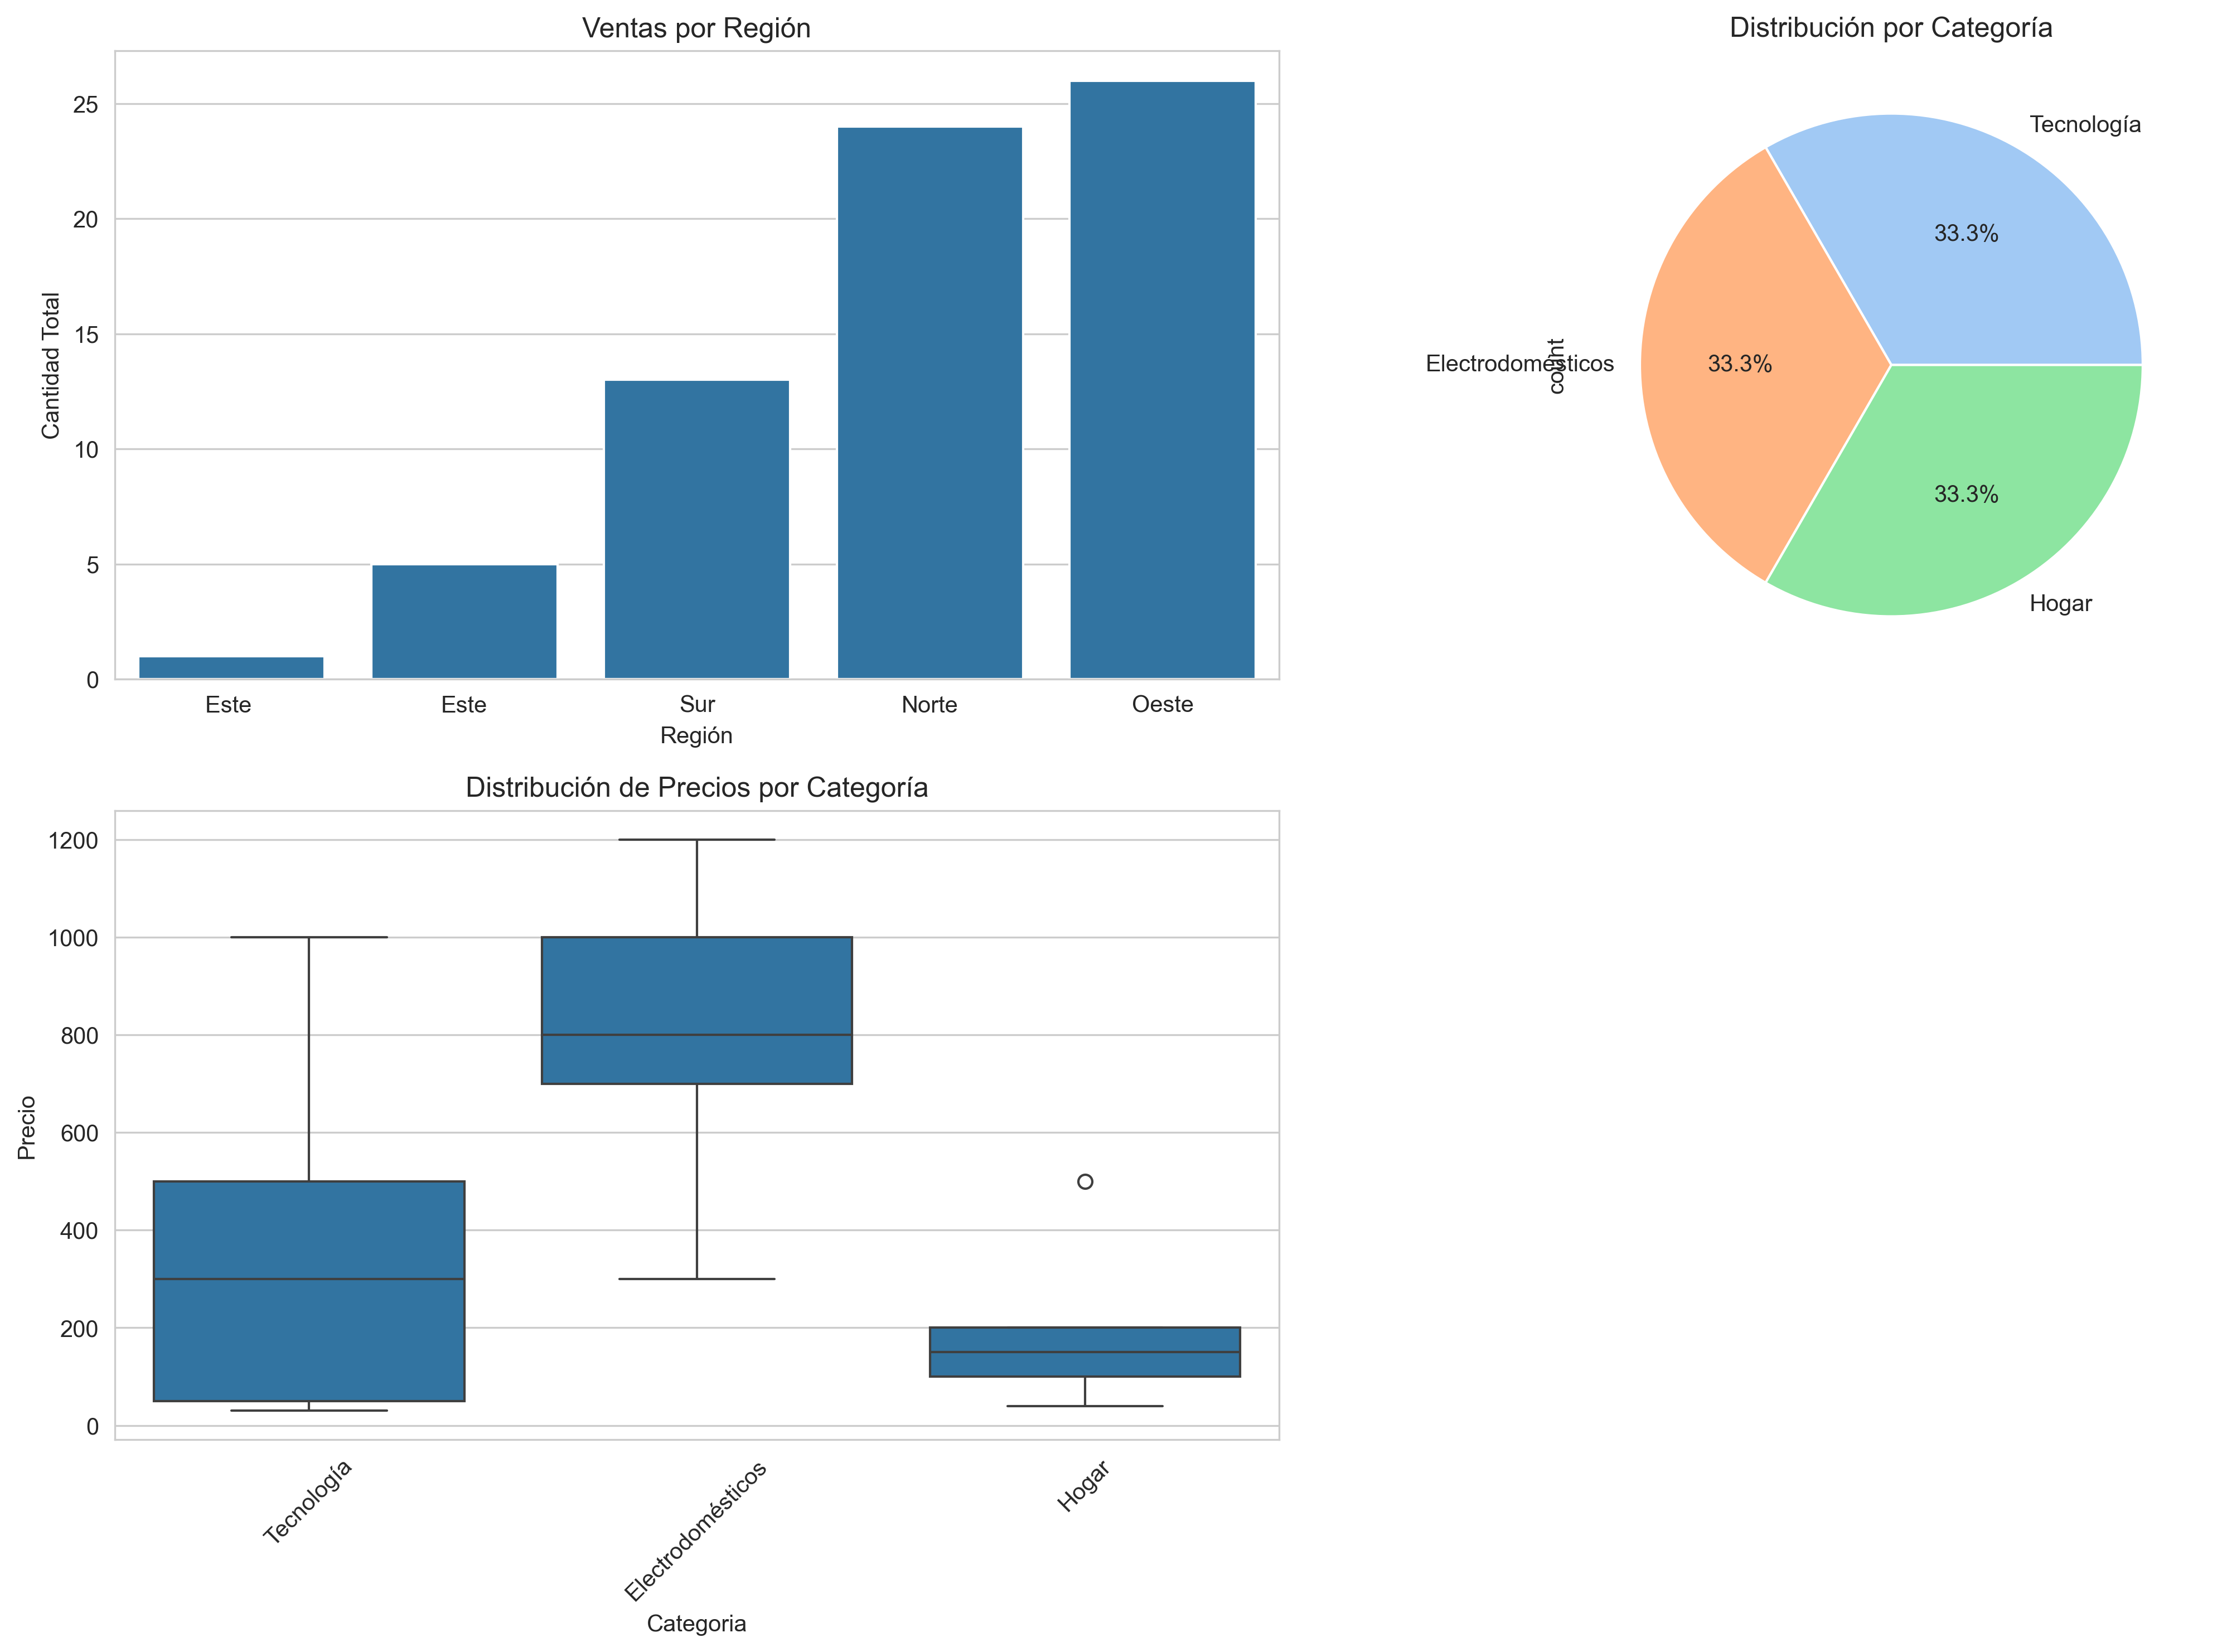 Ventas por Región
Cantidad Total
25
20
15
10
5
0
Este
Este
Sur
Norte
Oeste
Región
Distribución por Categoría
Tecnología
33.3%
Electrodomésticos
33.3%
count
33.3%
Hogar
Distribución de Precios por Categoría
Precio
1200
1000
800
600
400
200
0
Tecnología
Electrodomésticos
Hogar
Categoria